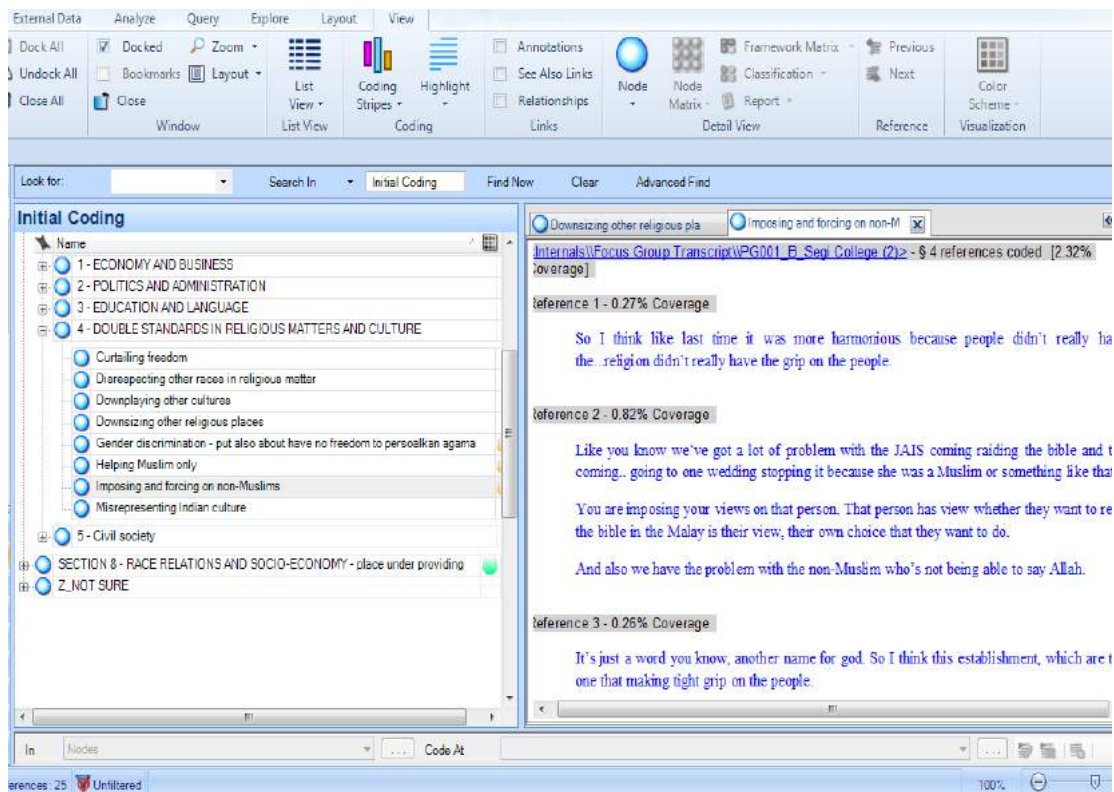 External Data Analyze Query Explore Layout View
Dock All Docked Zoom Annotations Framework Matrix Previous
Undock All Bookmarks Layout See Also Links Classification Next
Close All Close List View Coding Stripes Highlight Relationships Node Node Matrix Report Color Scheme
Window List View Coding Links Detail View Reference Visualization
Look for: Search In Initial Coding Find Now Clear Advanced Find
Initial Coding
Name
1 - ECONOMY AND BUSINESS
2 - POLITICS AND ADMINISTRATION
3 - EDUCATION AND LANGUAGE
4 - DOUBLE STANDARDS IN RELIGIOUS MATTERS AND CULTURE
Curtailing freedom
Disrespecting other races in religious matter
Downplaying other cultures
Downsizing other religious places
Gender discrimination - put also about have no freedom to persoalkan agama
Helping Muslim only
Imposing and forcing on non-Muslims
Misrepresenting Indian culture
5 - Civil society
SECTION 8 - RACE RELATIONS AND SOCIO-ECONOMY - place under providing
Z_NOT SURE
Downsizing other religious pla Imposing and forcing on non-M
Internals\\Focus Group Transcript\\PG001_B_Segi College (2)> - § 4 references coded [2.32%
Coverage]
Reference 1 - 0.27% Coverage
So I think like last time it was more harmonious because people didn't really ha
the...religion didn't really have the grip on the people.
Reference 2 - 0.82% Coverage
Like you know we've got a lot of problem with the JAIS coming raiding the bible and t
coming.. going to one wedding stopping it because she was a Muslim or something like that
You are imposing your views on that person. That person has view whether they want to re
the bible in the Malay is their view, their own choice that they want to do.
And also we have the problem with the non-Muslim who's not being able to say Allah.
Reference 3 - 0.26% Coverage
It's just a word you know, another name for god. So I think this establishment, which are t
one that making tight grip on the people.
In Nodes Code At
erences: 25 Unfiltered 100%